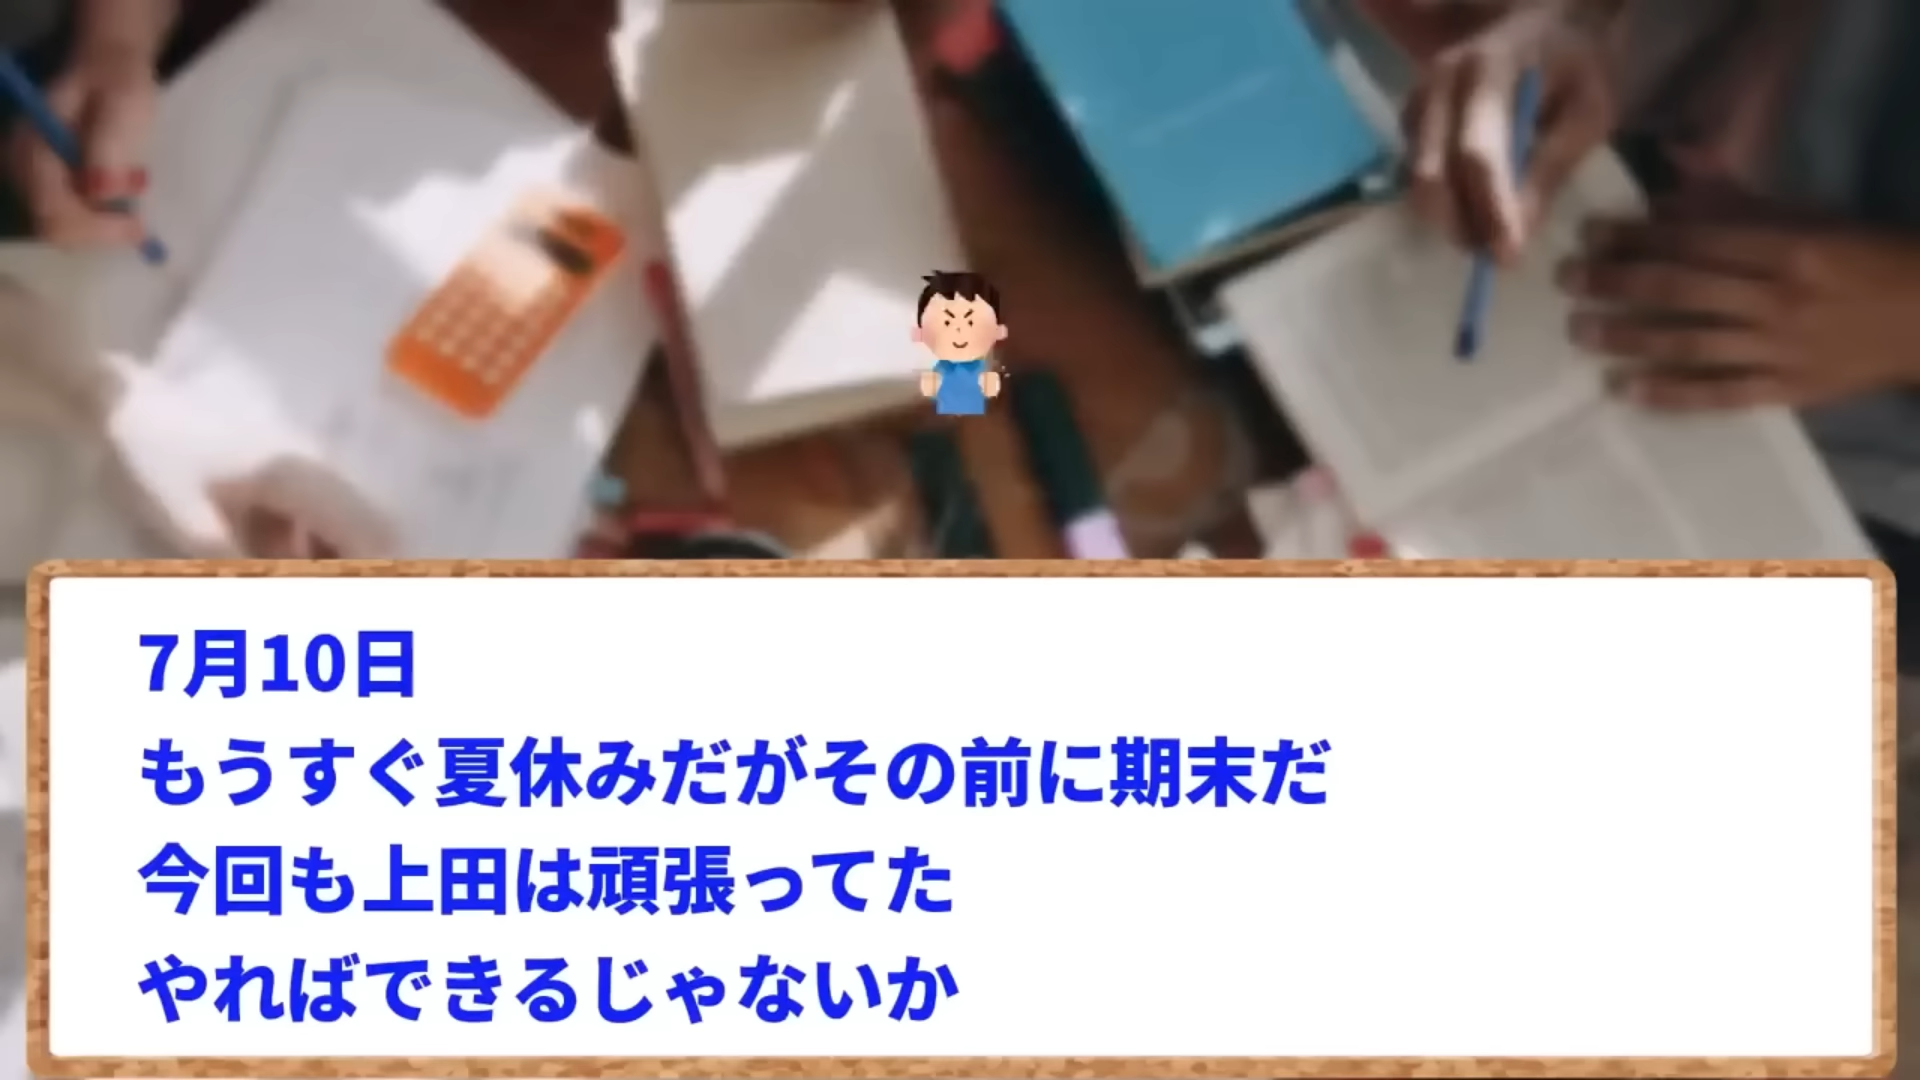 7月10日
もうすぐ夏休みだがその前に期末だ
今回も上田は頑張ってた
やればできるじゃないか